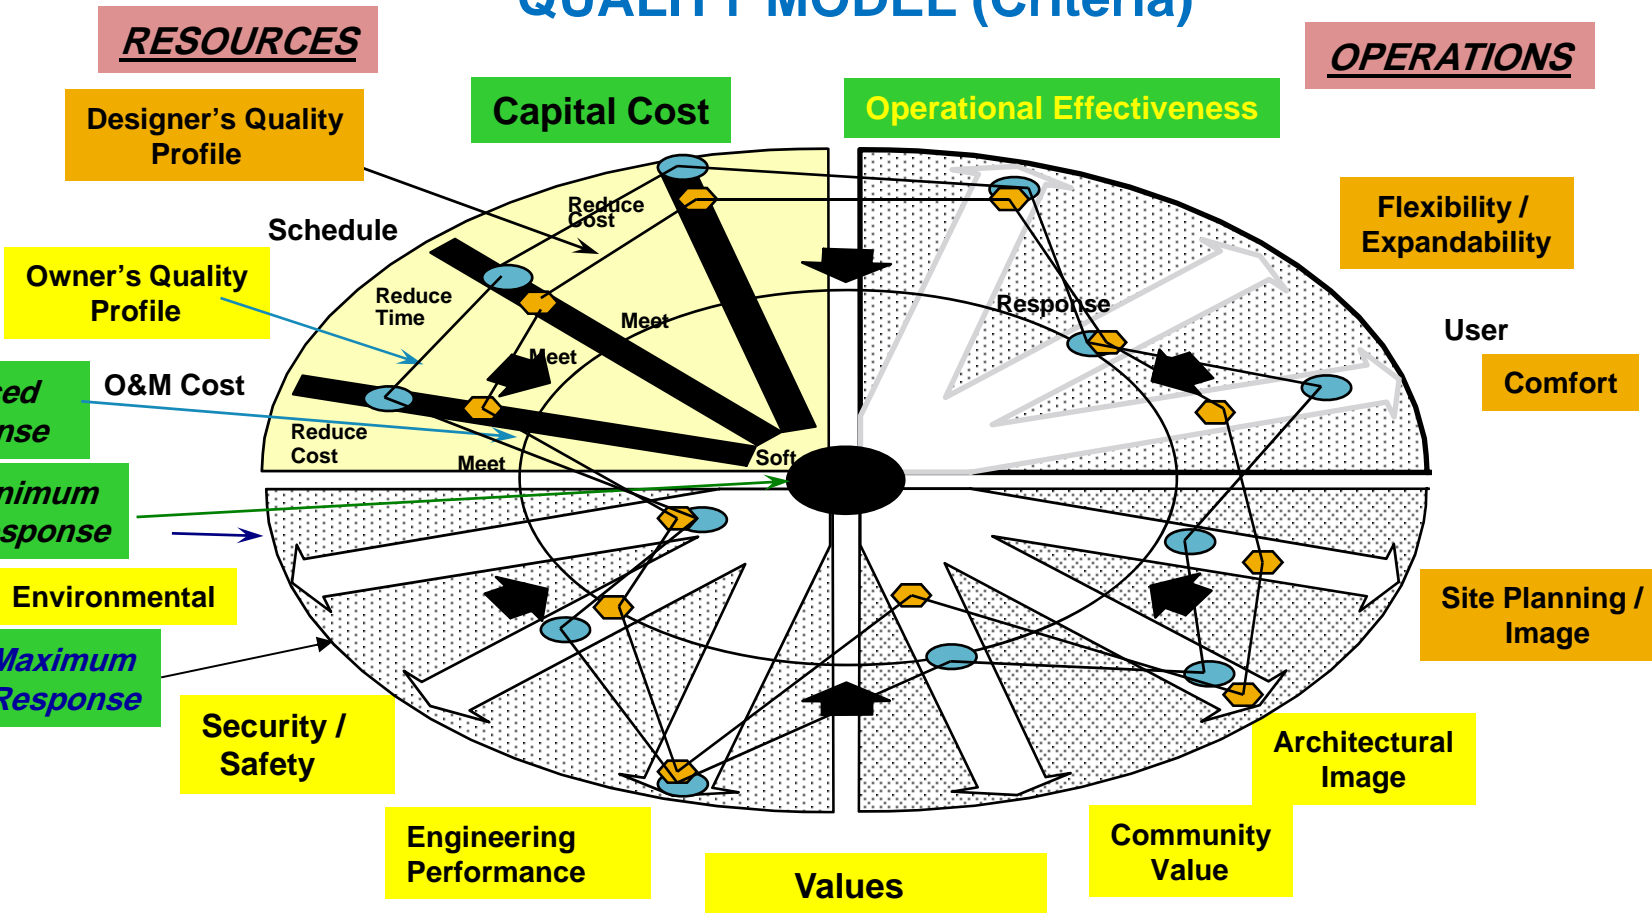 QUALITY MODEL (Criteria)
RESOURCES
OPERATIONS
Designer's Quality
Profile
Capital Cost
Operational Effectiveness
Flexibility /
Expandability
Reduce
Cost
Schedule
Owner's Quality
Profile
Reduce
Time
Meet
Response
User
Meet
O&M Cost
Comfort
Reduce
Cost
Meet
Soft
Environmental
Site Planning /
Image
Maximum
Response
Security /
Safety
Architectural
Image
Engineering
Performance
Community
Value
Values